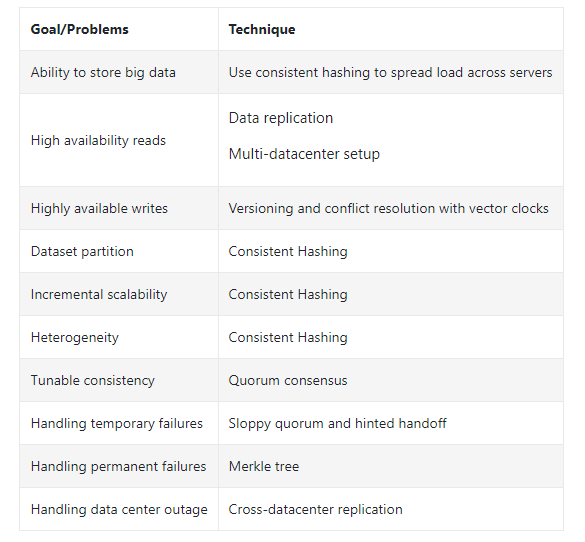 Goal/Problems Technique
Ability to store big data Use consistent hashing to spread load across servers
High availability reads Data replication
Multi-datacenter setup
Highly available writes Versioning and conflict resolution with vector clocks
Dataset partition Consistent Hashing
Incremental scalability Consistent Hashing
Heterogeneity Consistent Hashing
Tunable consistency Quorum consensus
Handling temporary failures Sloppy quorum and hinted handoff
Handling permanent failures Merkle tree
Handling data center outage Cross-datacenter replication